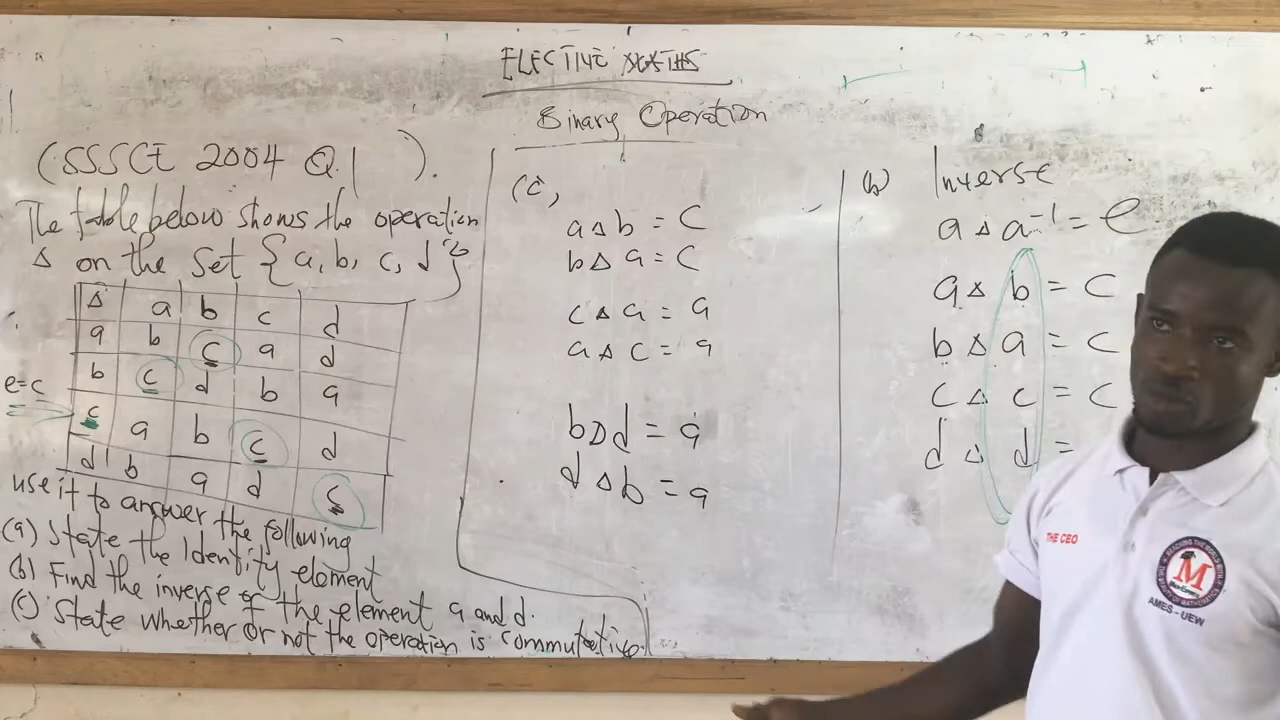 ELECTIVE MATHS
Binary Operation
(SSSCE 2004 Q1).
The table below shows the operation
Δ on the set {a, b, c, d}
Δ a b c d
a b c a d
b c d b a
c a b c d
d b a d c
e=c
use it to answer the following
(a) State the Identity element
(b) Find the inverse of the element a and d.
(c) State whether or not the operation is commutative.
(c)
a Δ b = c
b Δ a = c
c Δ a = a
a Δ c = a
b Δ d = a
d Δ b = a
(b) Inverse
a Δ a⁻¹ = e
a Δ b = c
b Δ a = c
c Δ c = c
d Δ d =
THE CEO
M
AMES - UEW